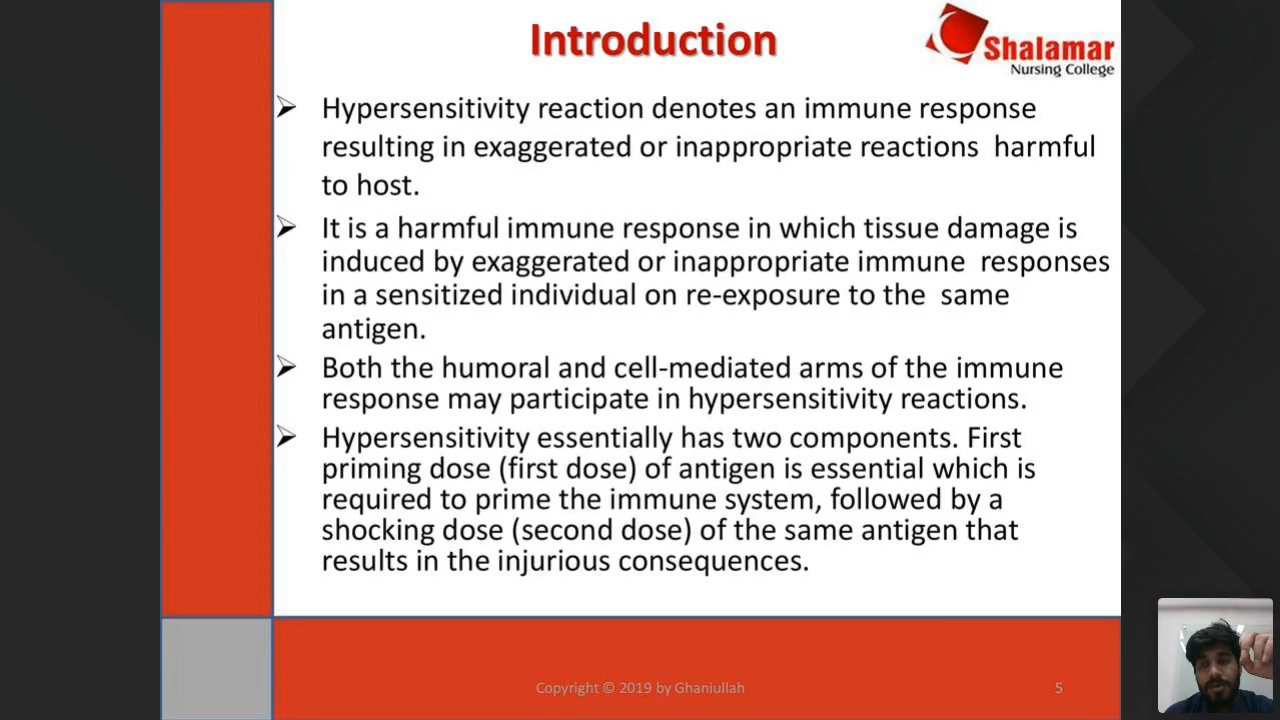 Introduction
Shalamar
Nursing College
➢ Hypersensitivity reaction denotes an immune response
resulting in exaggerated or inappropriate reactions harmful
to host.
➢ It is a harmful immune response in which tissue damage is
induced by exaggerated or inappropriate immune responses
in a sensitized individual on re-exposure to the same
antigen.
➢ Both the humoral and cell-mediated arms of the immune
response may participate in hypersensitivity reactions.
➢ Hypersensitivity essentially has two components. First
priming dose (first dose) of antigen is essential which is
required to prime the immune system, followed by a
shocking dose (second dose) of the same antigen that
results in the injurious consequences.
Copyright © 2019 by Ghaniullah
5